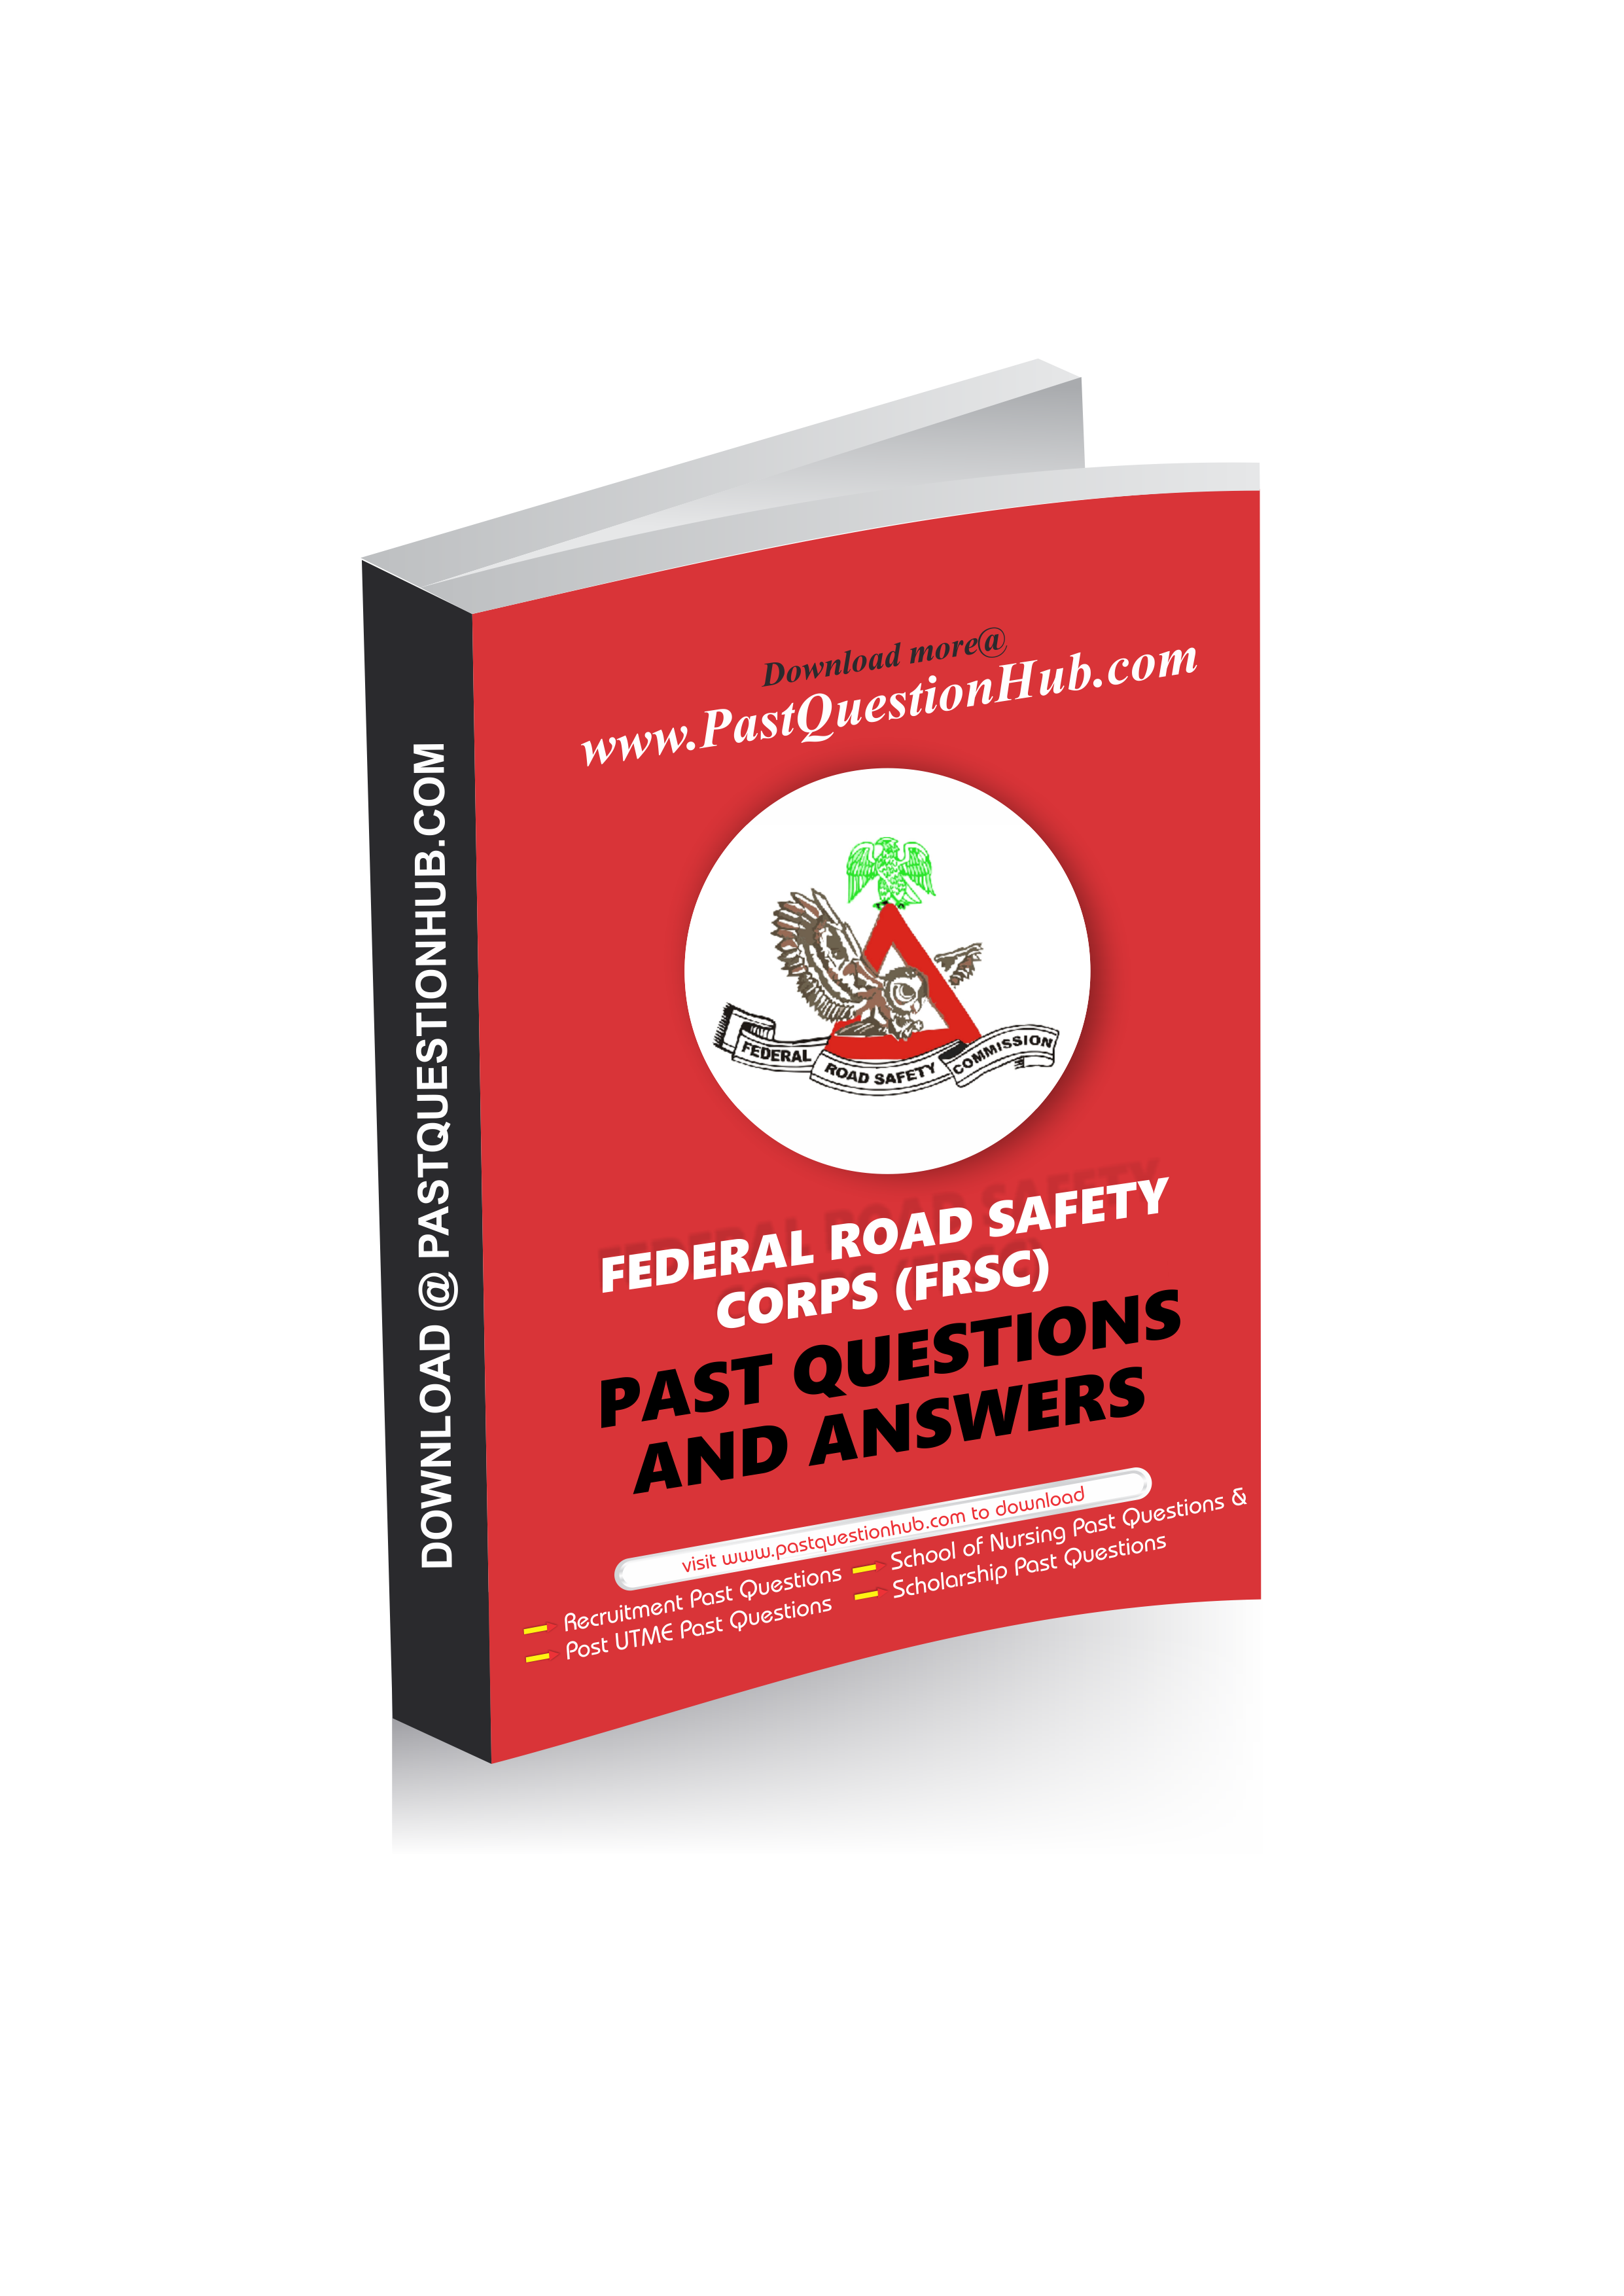 DOWNLOAD @ PASTQUESTIONHUB.COM
Download more@
www.PastQuestionHub.com
FEDERAL ROAD SAFETY COMMISSION
FEDERAL ROAD SAFETY
CORPS (FRSC)
PAST QUESTIONS
AND ANSWERS
visit www.pastquestionhub.com to download
Recruitment Past Questions
School of Nursing Past Questions &
Post UTME Past Questions
Scholarship Past Questions